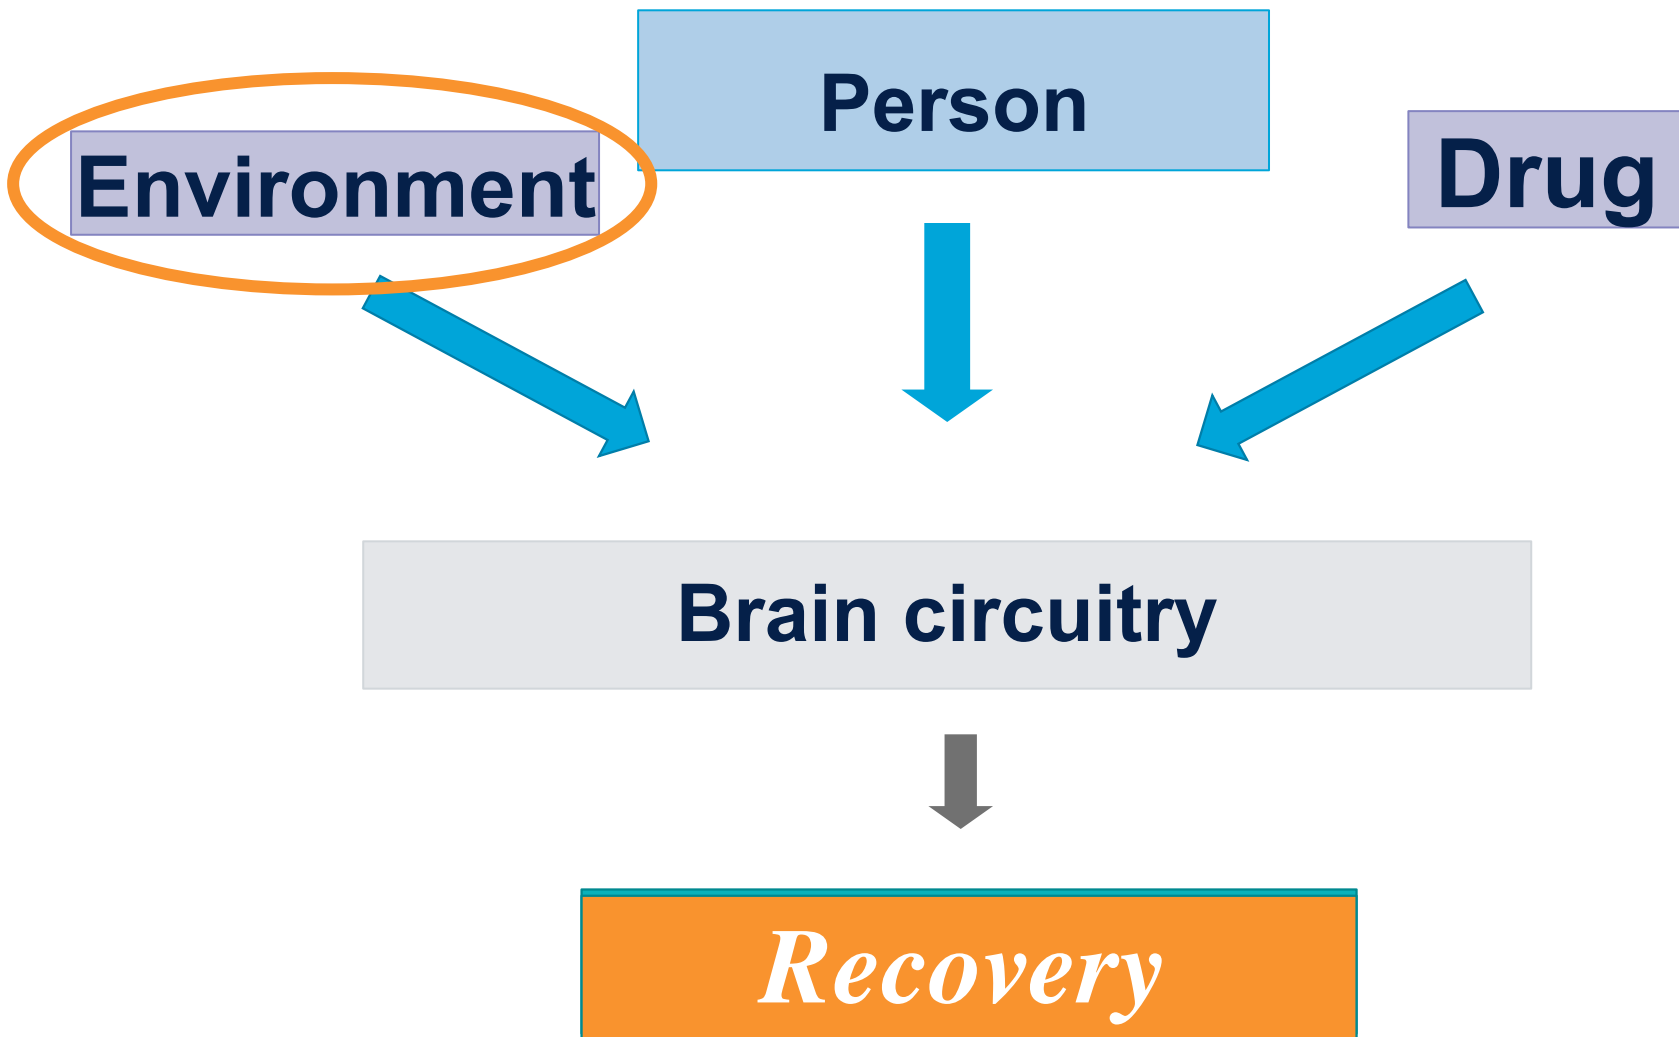 Person
Environment
Drug
Brain circuitry
Recovery